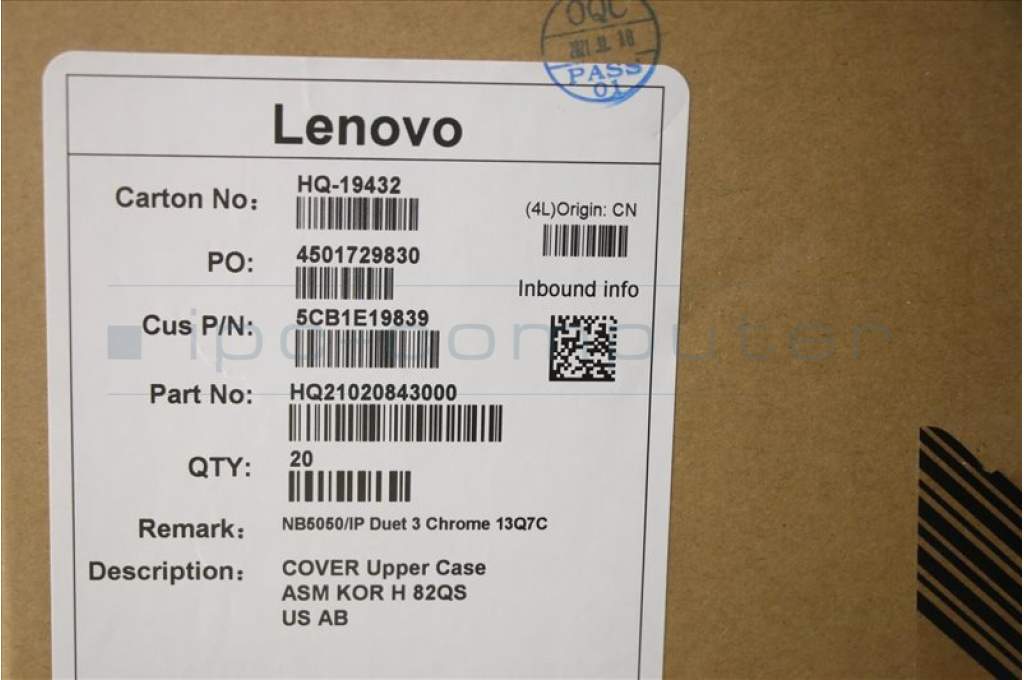 OQC
PASS
01
Lenovo
Carton No: HQ-19432
(4L)Origin: CN
PO: 4501729830
Inbound info
Cus P/N: 5CB1E19839
ipc-computer
Part No: HQ21020843000
QTY: 20
Remark: NB5050/IP Duet 3 Chrome 13Q7C
Description: COVER Upper Case
ASM KOR H 82QS
US AB